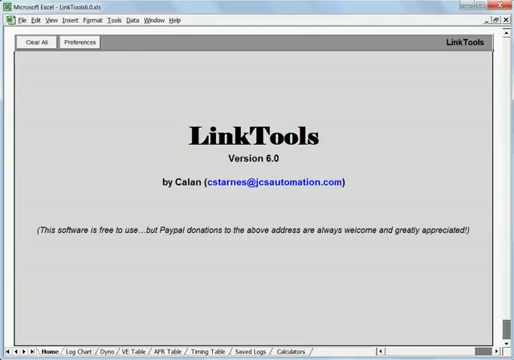 Microsoft Excel - LinkTools6.0.xls
File Edit View Insert Format Tools Data Window Help
Clear All Preferences LinkTools
LinkTools
Version 6.0
by Calan (cstarnes@jcsautomation.com)
(This software is free to use...but Paypal donations to the above address are always welcome and greatly appreciated!)
Home Log Chart Dyno VE Table AFR Table Timing Table Saved Logs Calculators